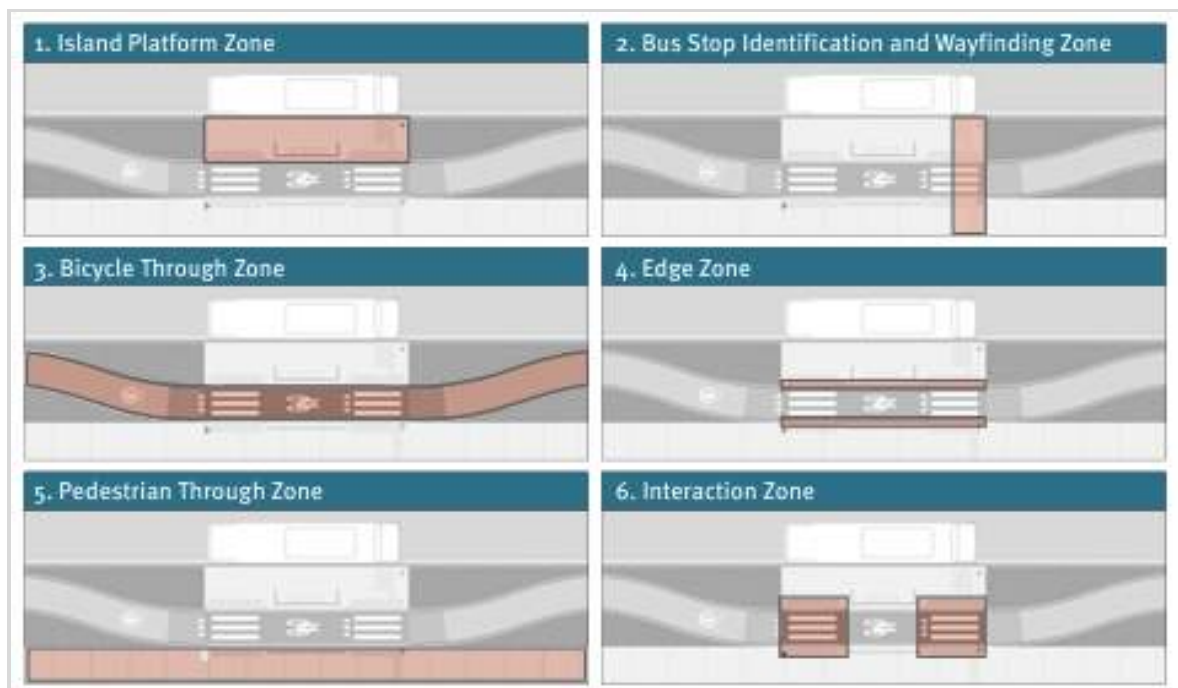 1. Island Platform Zone
2. Bus Stop Identification and Wayfinding Zone
3. Bicycle Through Zone
4. Edge Zone
5. Pedestrian Through Zone
6. Interaction Zone